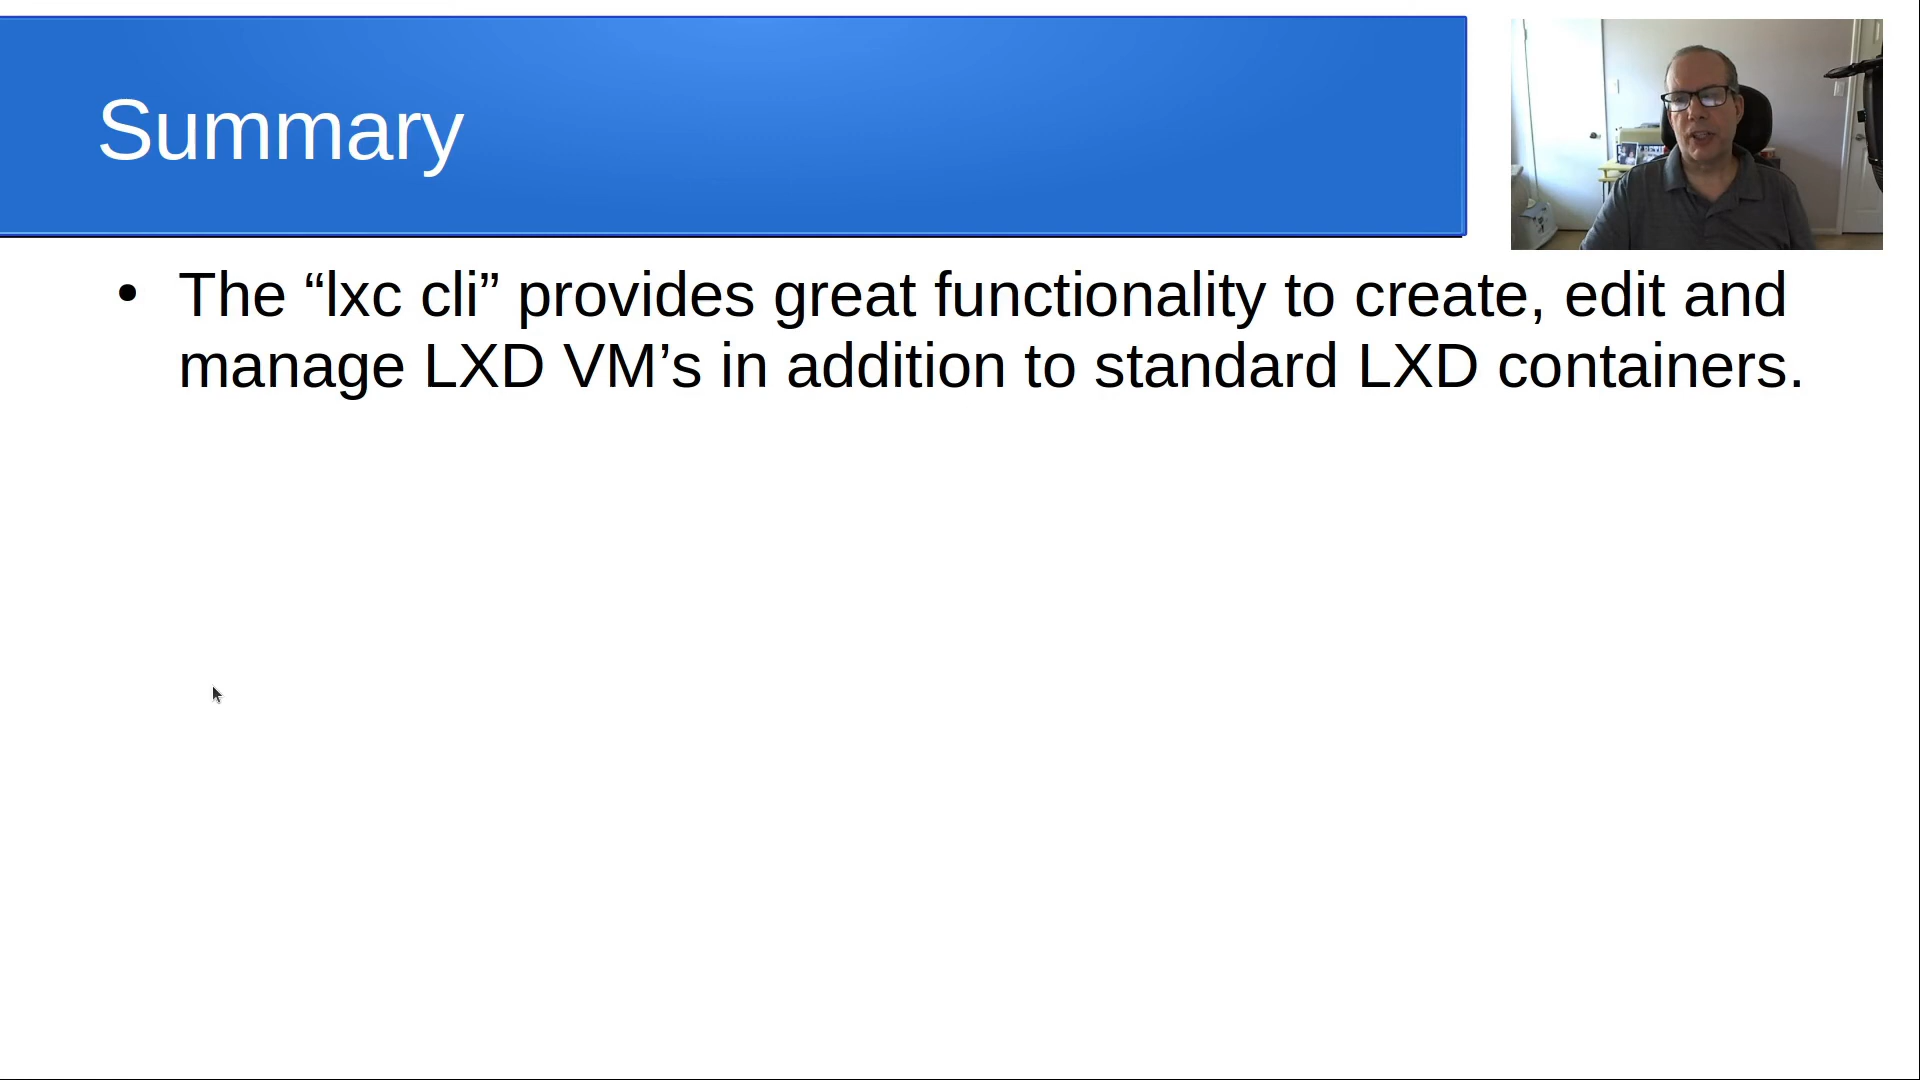 Summary
• The “lxc cli” provides great functionality to create, edit and
manage LXD VM’s in addition to standard LXD containers.